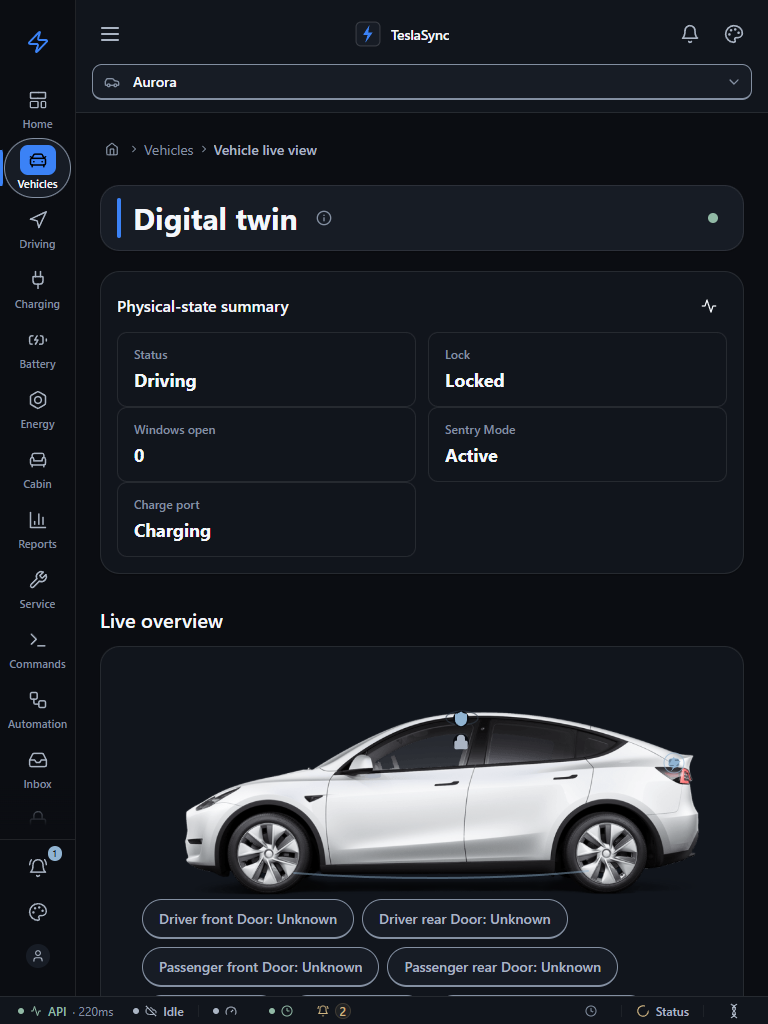 TeslaSync
Aurora
Home
Vehicles
Driving
Charging
Battery
Energy
Cabin
Reports
Service
Commands
Automation
Inbox
1
Vehicles
Vehicle live view
Digital twin
Physical-state summary
Status
Driving
Lock
Locked
Windows open
0
Sentry Mode
Active
Charge port
Charging
Live overview
Driver front Door: Unknown
Driver rear Door: Unknown
Passenger front Door: Unknown
Passenger rear Door: Unknown
API · 220ms
Idle
2
Status